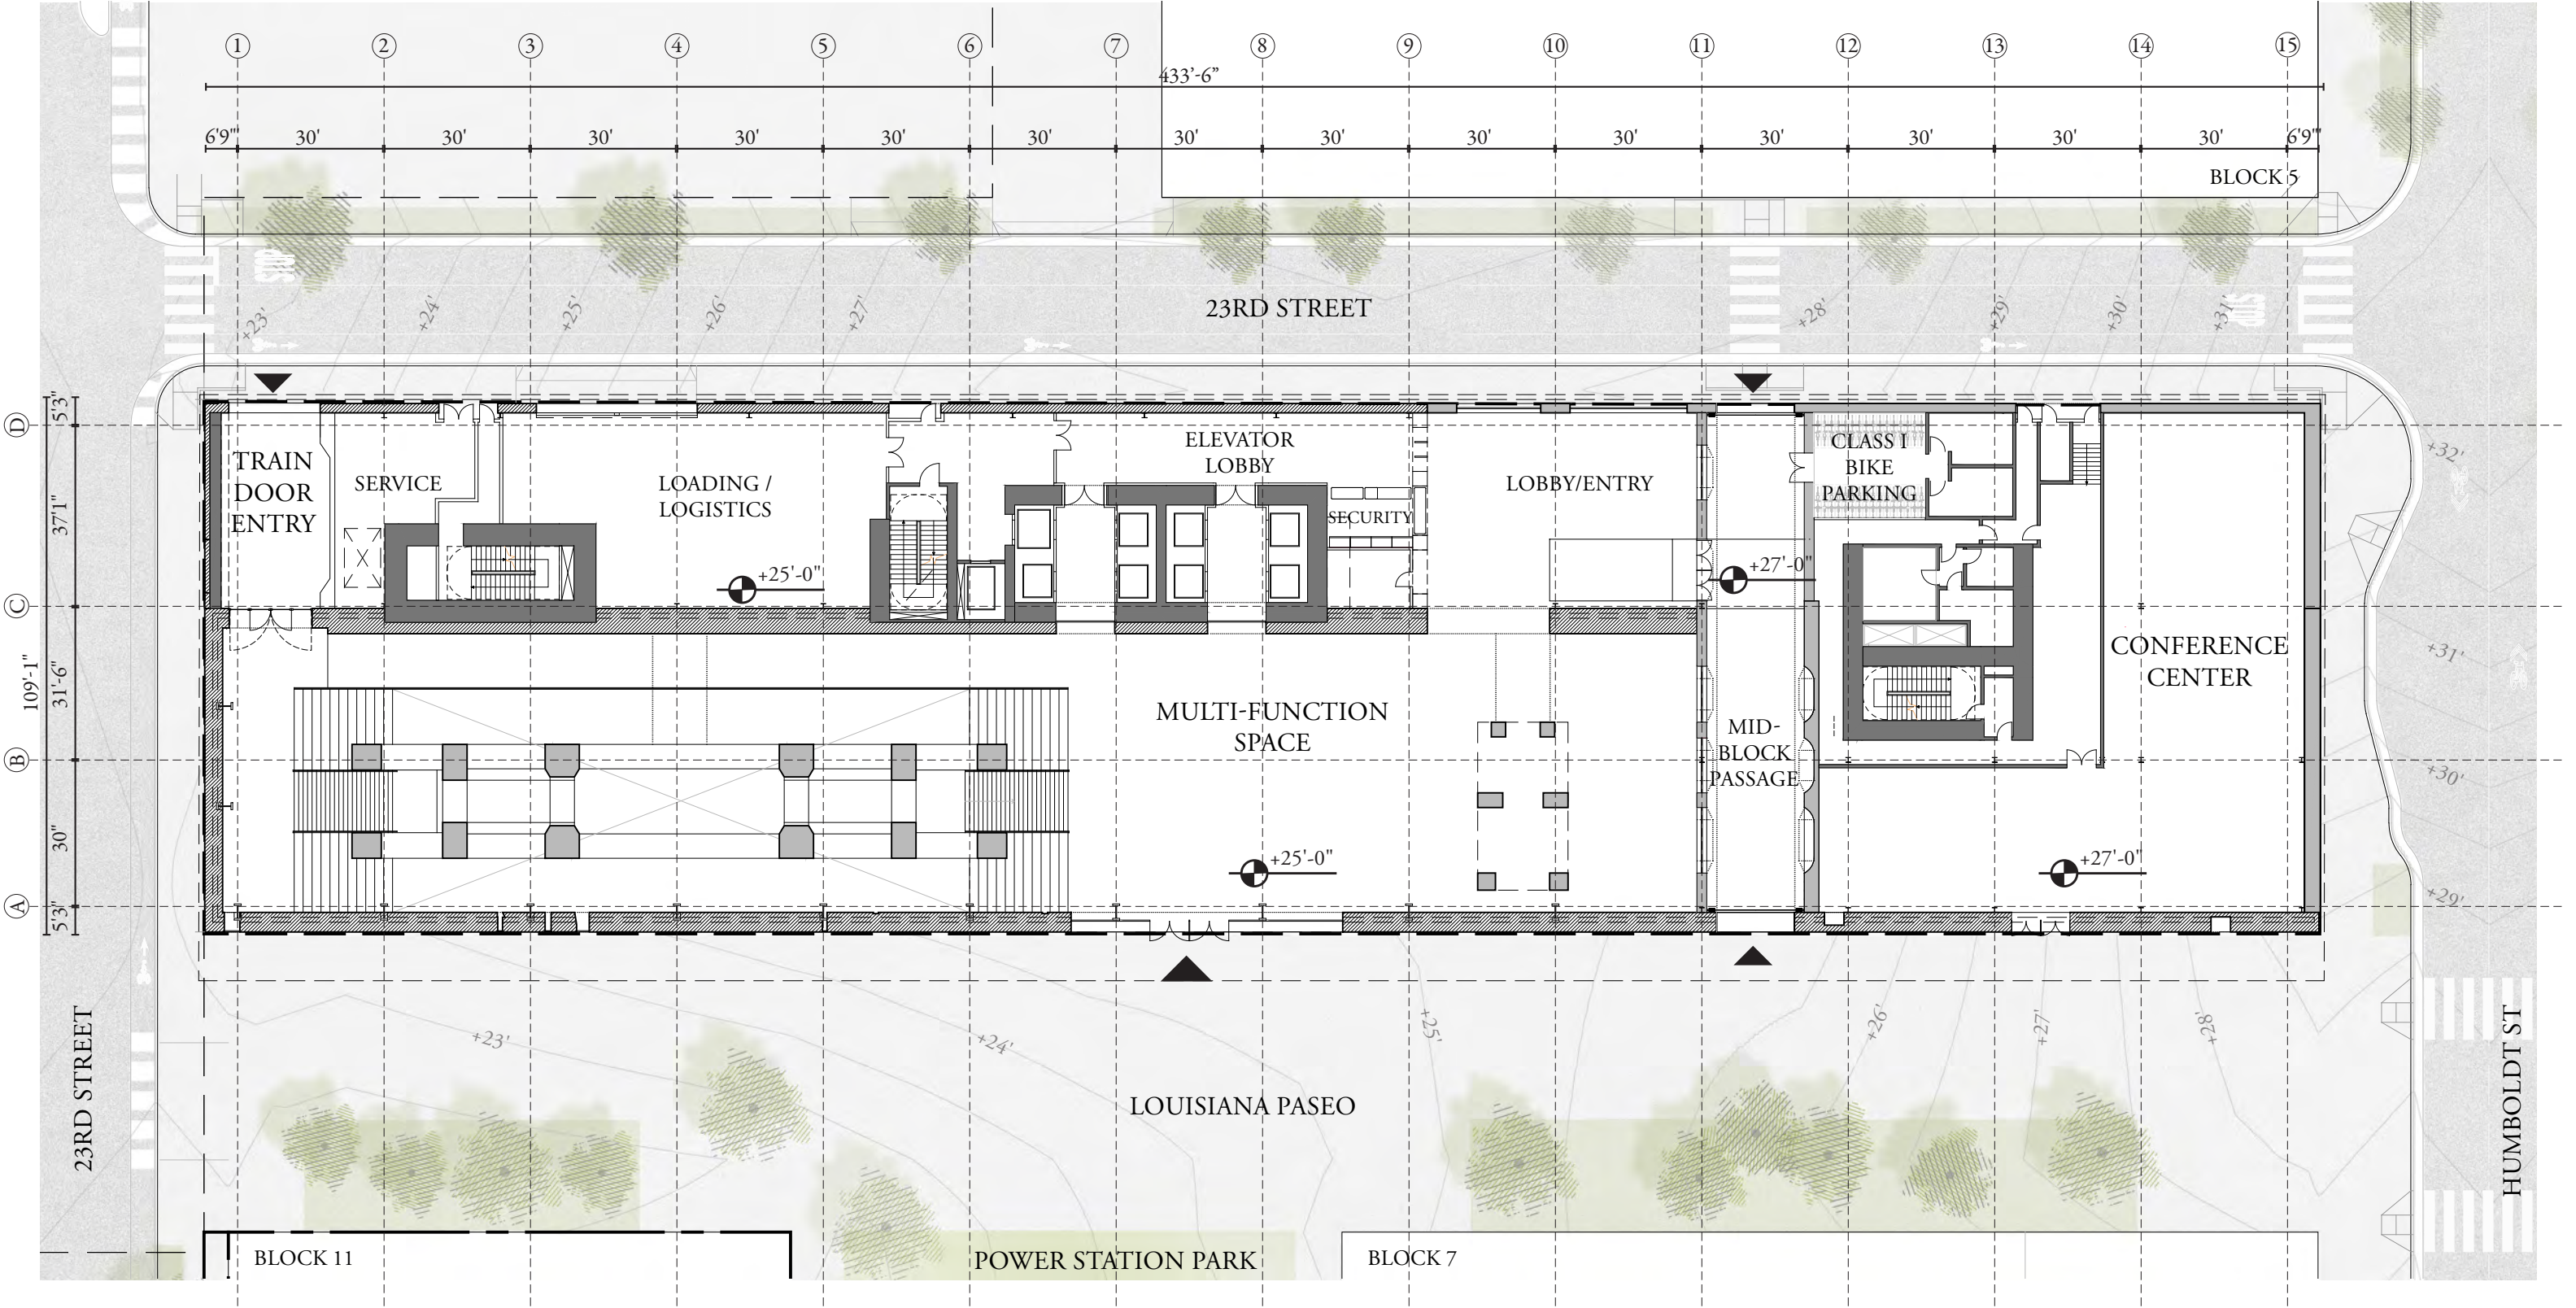 1 2 3 4 5 6 7 8 9 10 11 12 13 14 15
433'-6"
6'9" 30' 30' 30' 30' 30' 30' 30' 30' 30' 30' 30' 30' 30' 30' 6'9"
BLOCK 5
STOP
STOP
+23'
+24'
+25'
+26'
+27'
23RD STREET
+28'
+29'
+30'
+31'
D
C
B
A
5'3"
37'1"
31'-6"
30"
5'3"
109'-1"
TRAIN
DOOR
ENTRY
SERVICE
LOADING /
LOGISTICS
+25'-0"
ELEVATOR
LOBBY
SECURITY
LOBBY/ENTRY
+27'-0"
CLASS I
BIKE
PARKING
CONFERENCE
CENTER
MULTI-FUNCTION
SPACE
MID-
BLOCK
PASSAGE
+25'-0"
+27'-0"
+32'
+31'
+30'
+29'
23RD STREET
+23'
+24'
+25'
+26'
+27'
+28'
LOUISIANA PASEO
HUMBOLDT ST
BLOCK 11
POWER STATION PARK
BLOCK 7